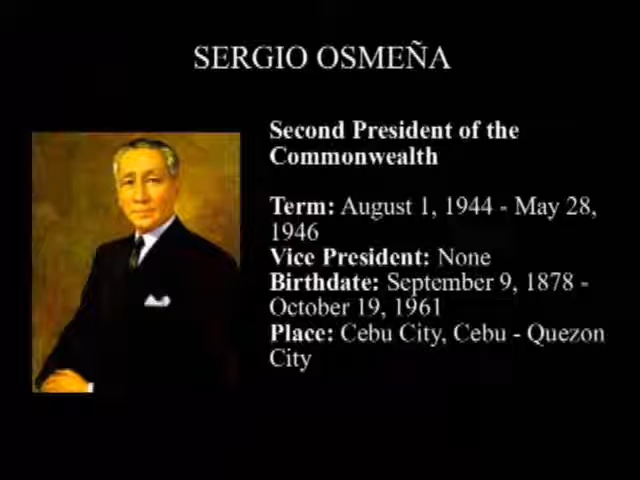 SERGIO OSMEÑA
Second President of the
Commonwealth
Term: August 1, 1944 - May 28,
1946
Vice President: None
Birthdate: September 9, 1878 -
October 19, 1961
Place: Cebu City, Cebu - Quezon
City